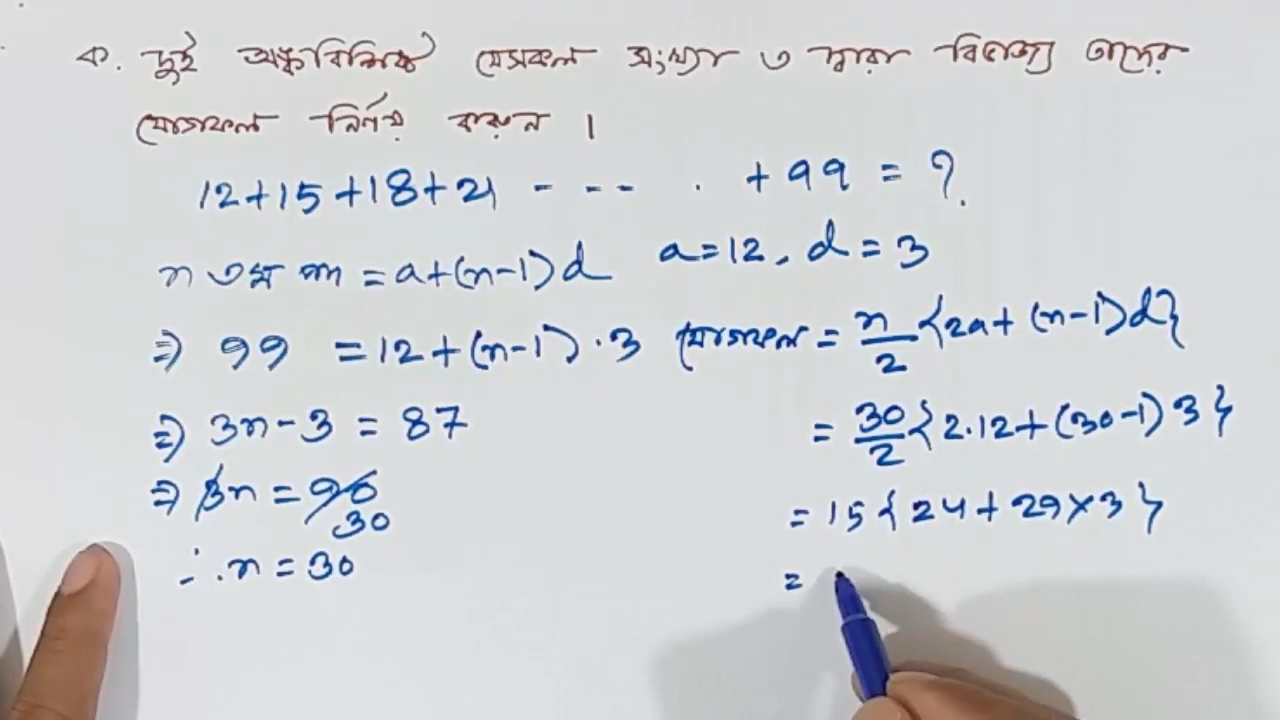 ক. দুই অঙ্কবিশিষ্ট যেসকল সংখ্যা ৩ দ্বারা বিভাজ্য তাদের
যোগফল নির্ণয় করুন ।
12+15+18+21 - -- . +99 = ?.
n তম পদ = a+(n-1)d a=12, d=3
⇒ 99 = 12+(n-1).3 যোগফল = n/2{2a+(n-1)d}
⇒ 3n-3 = 87 = 30/2{2.12+(30-1)3}
⇒ 3n = 90 = 15{24+29×3}
30
∴ n = 30 =